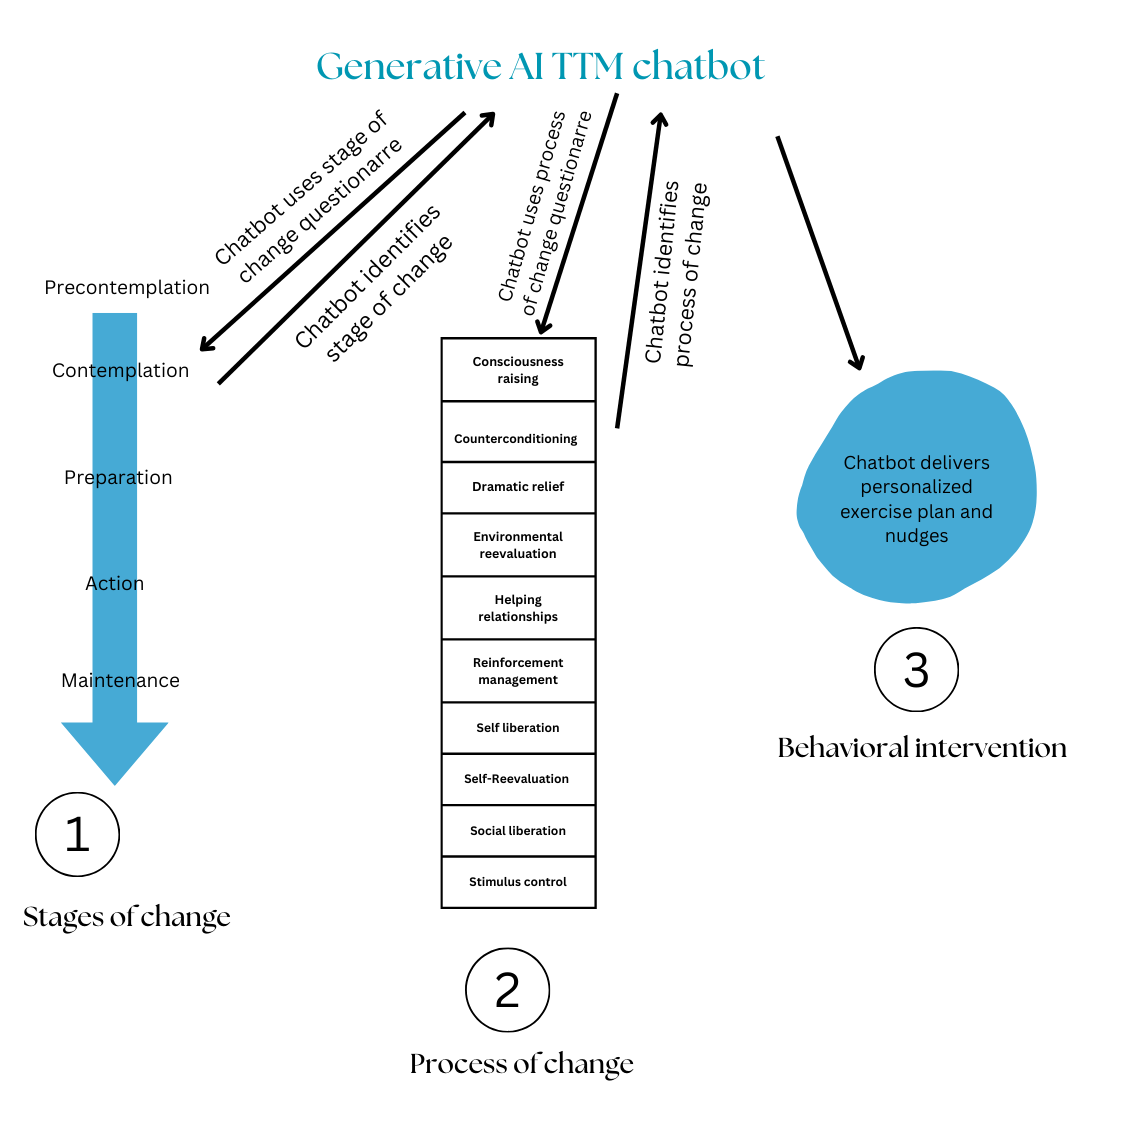 Generative AI TTM chatbot
Chatbot uses stage of
change questionarre
Chatbot identifies
stage of change
Chatbot uses process
of change questionarre
Chatbot identifies
process of change
Precontemplation
Contemplation
Preparation
Action
Maintenance
1
Stages of change
Consciousness
raising
Counterconditioning
Dramatic relief
Environmental
reevaluation
Helping
relationships
Reinforcement
management
Self liberation
Self-Reevaluation
Social liberation
Stimulus control
2
Process of change
Chatbot delivers
personalized
exercise plan and
nudges
3
Behavioral intervention